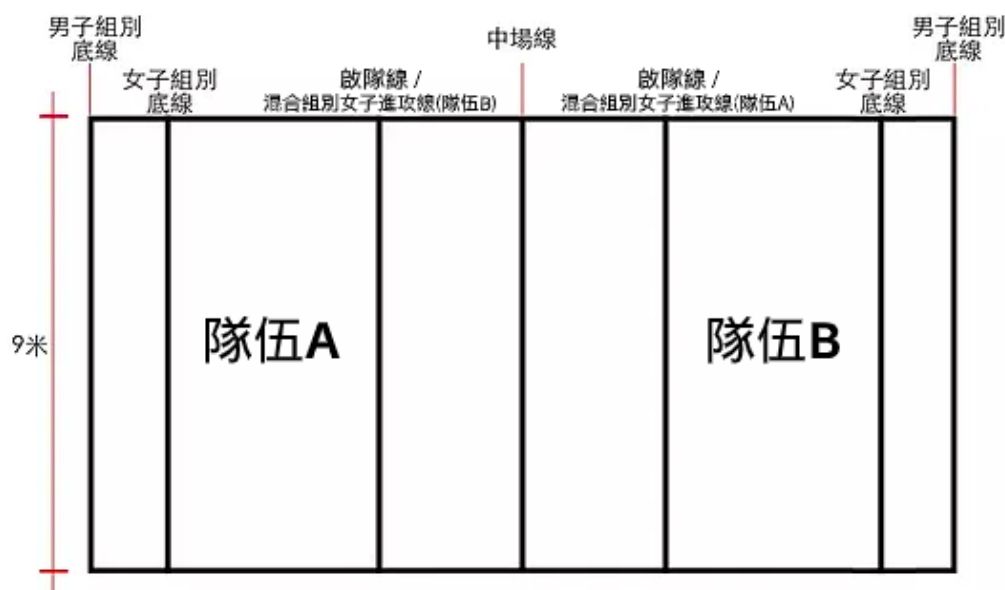 男子組別
底線
女子組別
底線
啟隊線 /
混合組別女子進攻線(隊伍B)
中場線
啟隊線 /
混合組別女子進攻線(隊伍A)
女子組別
底線
男子組別
底線
9米
隊伍A
隊伍B